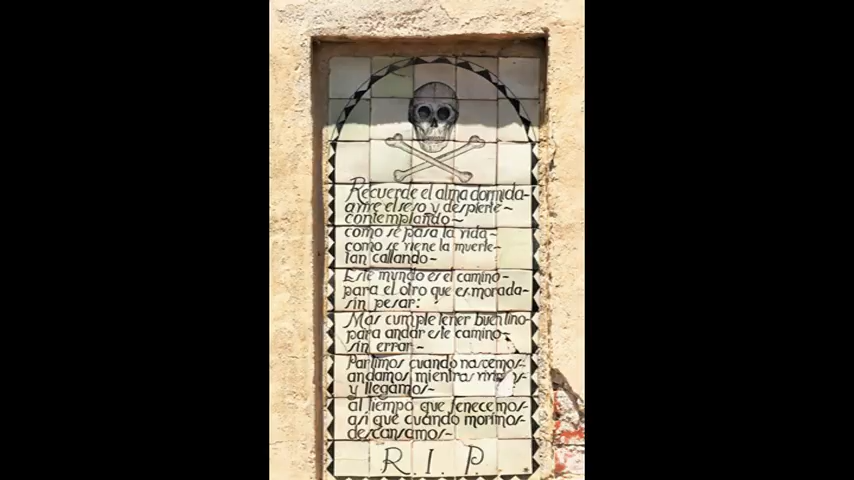 Recuerde el alma dormida-
avive el seso y despierte-
contemplando-
como se pasa la vida-
como se viene la muerte-
tan callando-
Este mundo es el camino-
para el otro que es morada-
sin pesar:
Mas cumple tener buen tino-
para andar este camino-
sin errar-
Partimos cuando nascemos-
andamos mientras vivimos-
y llegamos-
al tiempo que fenecemos-
asi que cuando morimos-
descansamos-
R.I.P.